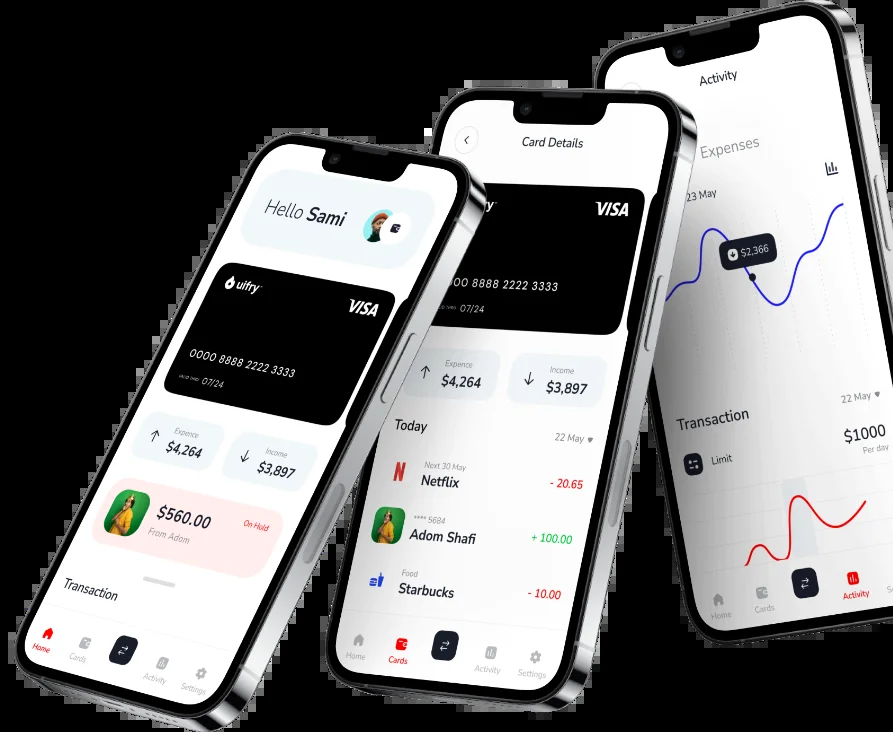 Hello Sami
uifry
VISA
0000 8888 2222 3333
VALID THRU 07/24
Expence
$4,264
Income
$3,897
$560.00
From Adom
On Hold
Transaction
Home
Cards
Activity
Settings
Card Details
VISA
00 8888 2222 3333
07/24
Expence
$4,264
Income
$3,897
Today
22 May
Next 30 May
Netflix
- 20.65
**** 5684
Adom Shafi
+ 100.00
Food
Starbucks
- 10.00
Home
Cards
Activity
Settings
Activity
Expenses
23 May
$2,366
Transaction
22 May
Limit
$1000
Per day
Home
Cards
Activity